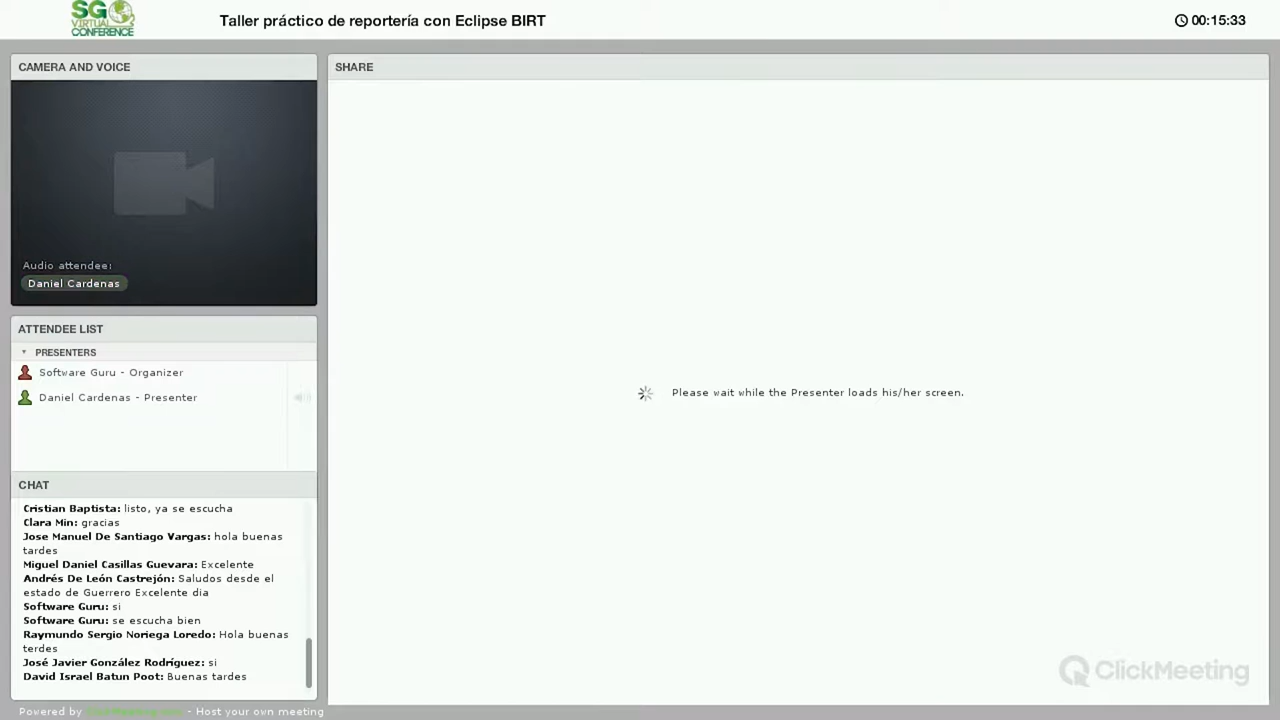 SG
VIRTUAL
CONFERENCE
Taller práctico de reportería con Eclipse BIRT
00:15:33
CAMERA AND VOICE
Audio attendee:
Daniel Cardenas
ATTENDEE LIST
PRESENTERS
Software Guru - Organizer
Daniel Cardenas - Presenter
CHAT
Cristian Baptista: listo, ya se escucha
Clara Min: gracias
Jose Manuel De Santiago Vargas: hola buenas
tardes
Miguel Daniel Casillas Guevara: Excelente
Andrés De León Castrejón: Saludos desde el
estado de Guerrero Excelente dia
Software Guru: si
Software Guru: se escucha bien
Raymundo Sergio Noriega Loredo: Hola buenas
terdes
José Javier González Rodríguez: si
David Israel Batun Poot: Buenas tardes
Powered by ClickMeeting.com - Host your own meeting
SHARE
Please wait while the Presenter loads his/her screen.
ClickMeeting